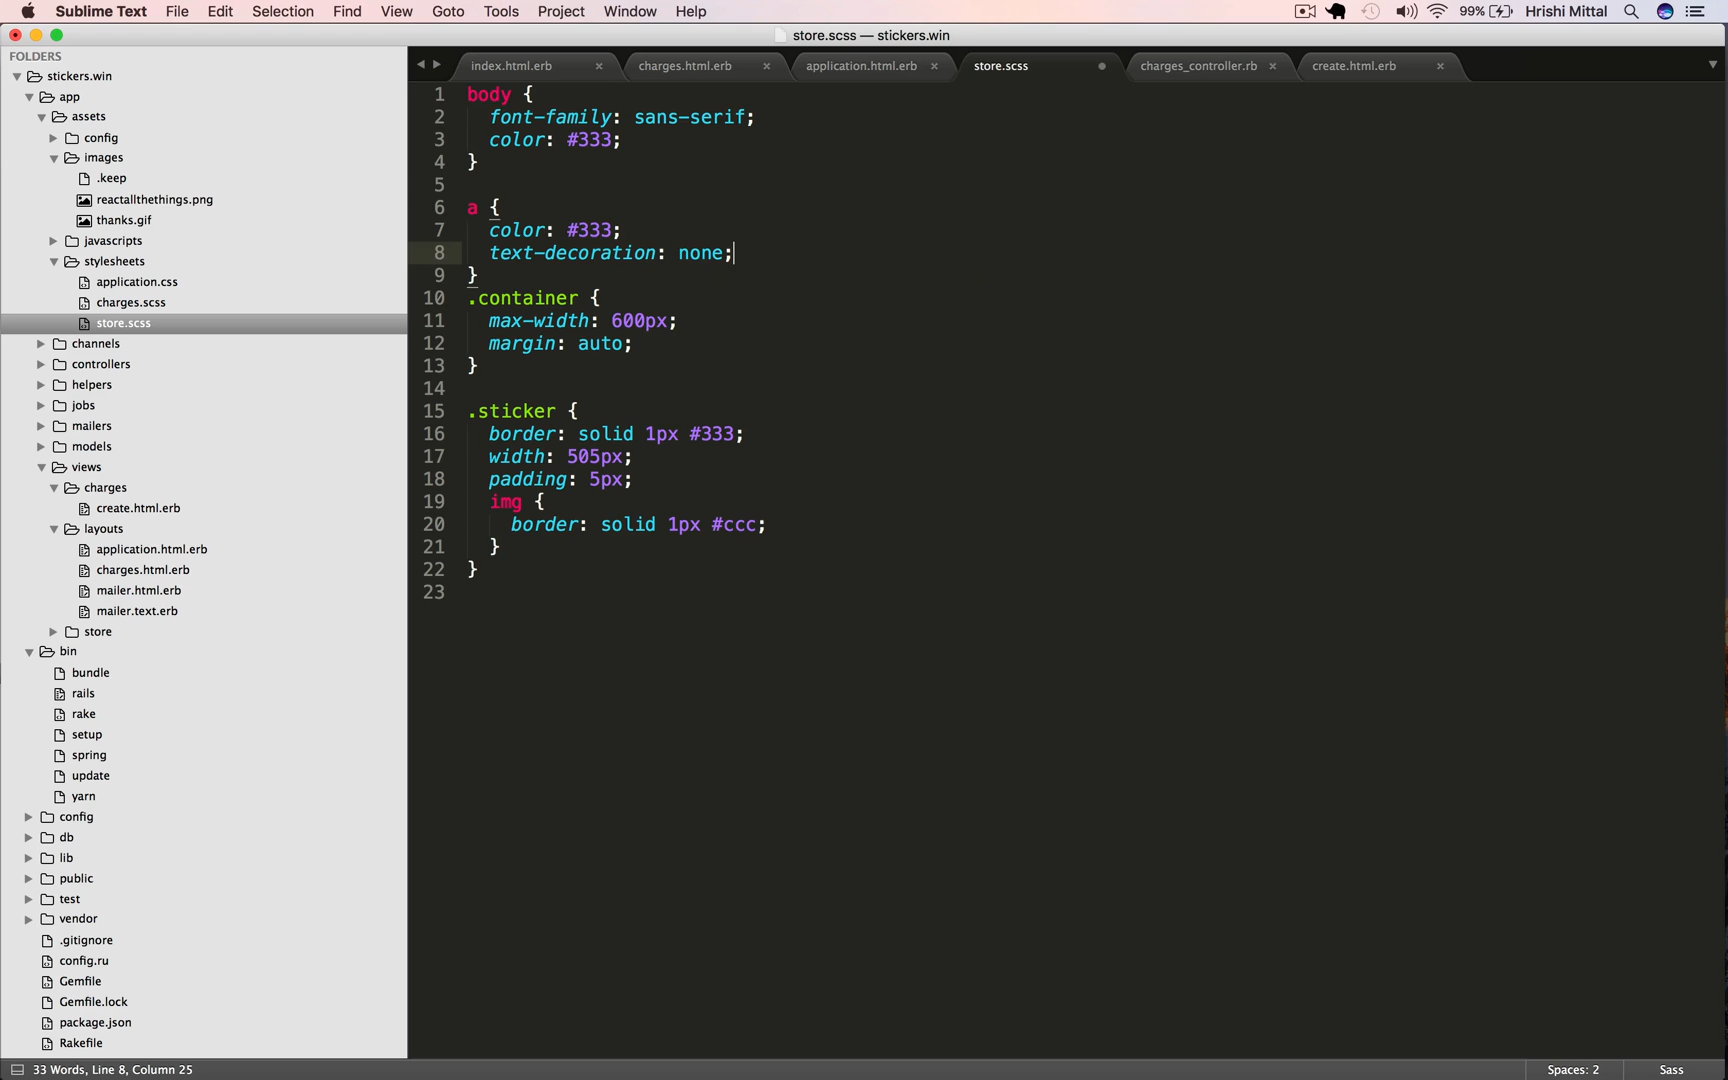 Sublime Text File Edit Selection Find View Goto Tools Project Window Help 99% Hrishi Mittal
store.scss — stickers.win
FOLDERS
stickers.win
app
assets
config
images
.keep
reactallthethings.png
thanks.gif
javascripts
stylesheets
application.css
charges.scss
store.scss
channels
controllers
helpers
jobs
mailers
models
views
charges
create.html.erb
layouts
application.html.erb
charges.html.erb
mailer.html.erb
mailer.text.erb
store
bin
bundle
rails
rake
setup
spring
update
yarn
config
db
lib
public
test
vendor
.gitignore
config.ru
Gemfile
Gemfile.lock
package.json
Rakefile
index.html.erb charges.html.erb application.html.erb store.scss charges_controller.rb create.html.erb
1 body {
2 font-family: sans-serif;
3 color: #333;
4 }
5
6 a {
7 color: #333;
8 text-decoration: none;
9 }
10 .container {
11 max-width: 600px;
12 margin: auto;
13 }
14
15 .sticker {
16 border: solid 1px #333;
17 width: 505px;
18 padding: 5px;
19 img {
20 border: solid 1px #ccc;
21 }
22 }
23
33 Words, Line 8, Column 25 Spaces: 2 Sass